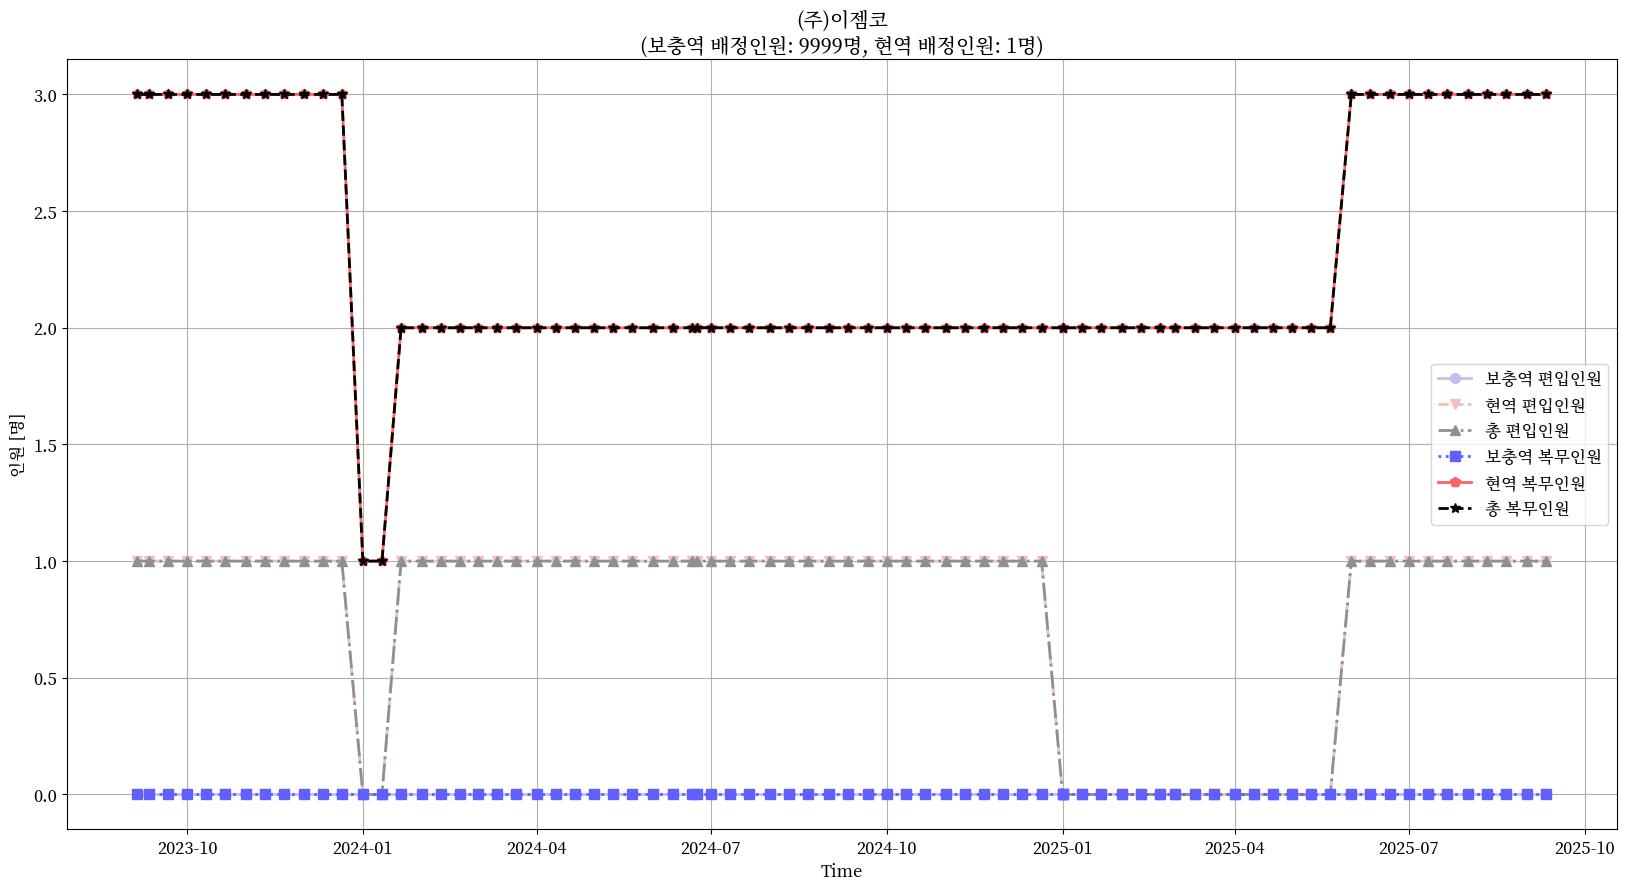 (주)이젬코
(보충역 배정인원: 9999명, 현역 배정인원: 1명)
인원 [명]
3.0
2.5
2.0
1.5
1.0
0.5
0.0
보충역 편입인원
현역 편입인원
총 편입인원
보충역 복무인원
현역 복무인원
총 복무인원
2023-10
2024-01
2024-04
2024-07
2024-10
2025-01
2025-04
2025-07
2025-10
Time